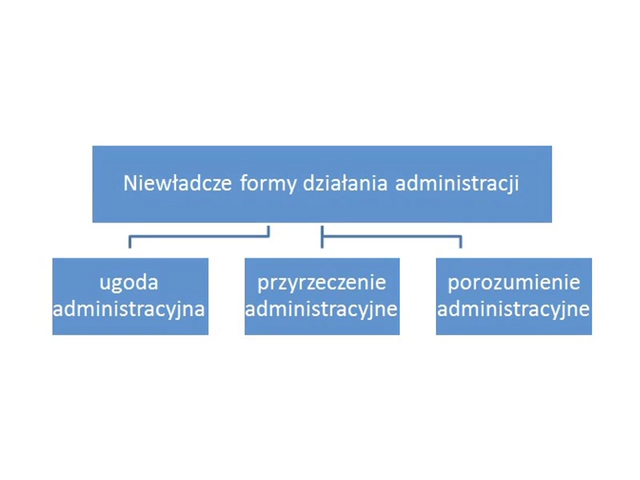 Niewładcze formy działania administracji
ugoda
administracyjna
przyrzeczenie
administracyjne
porozumienie
administracyjne